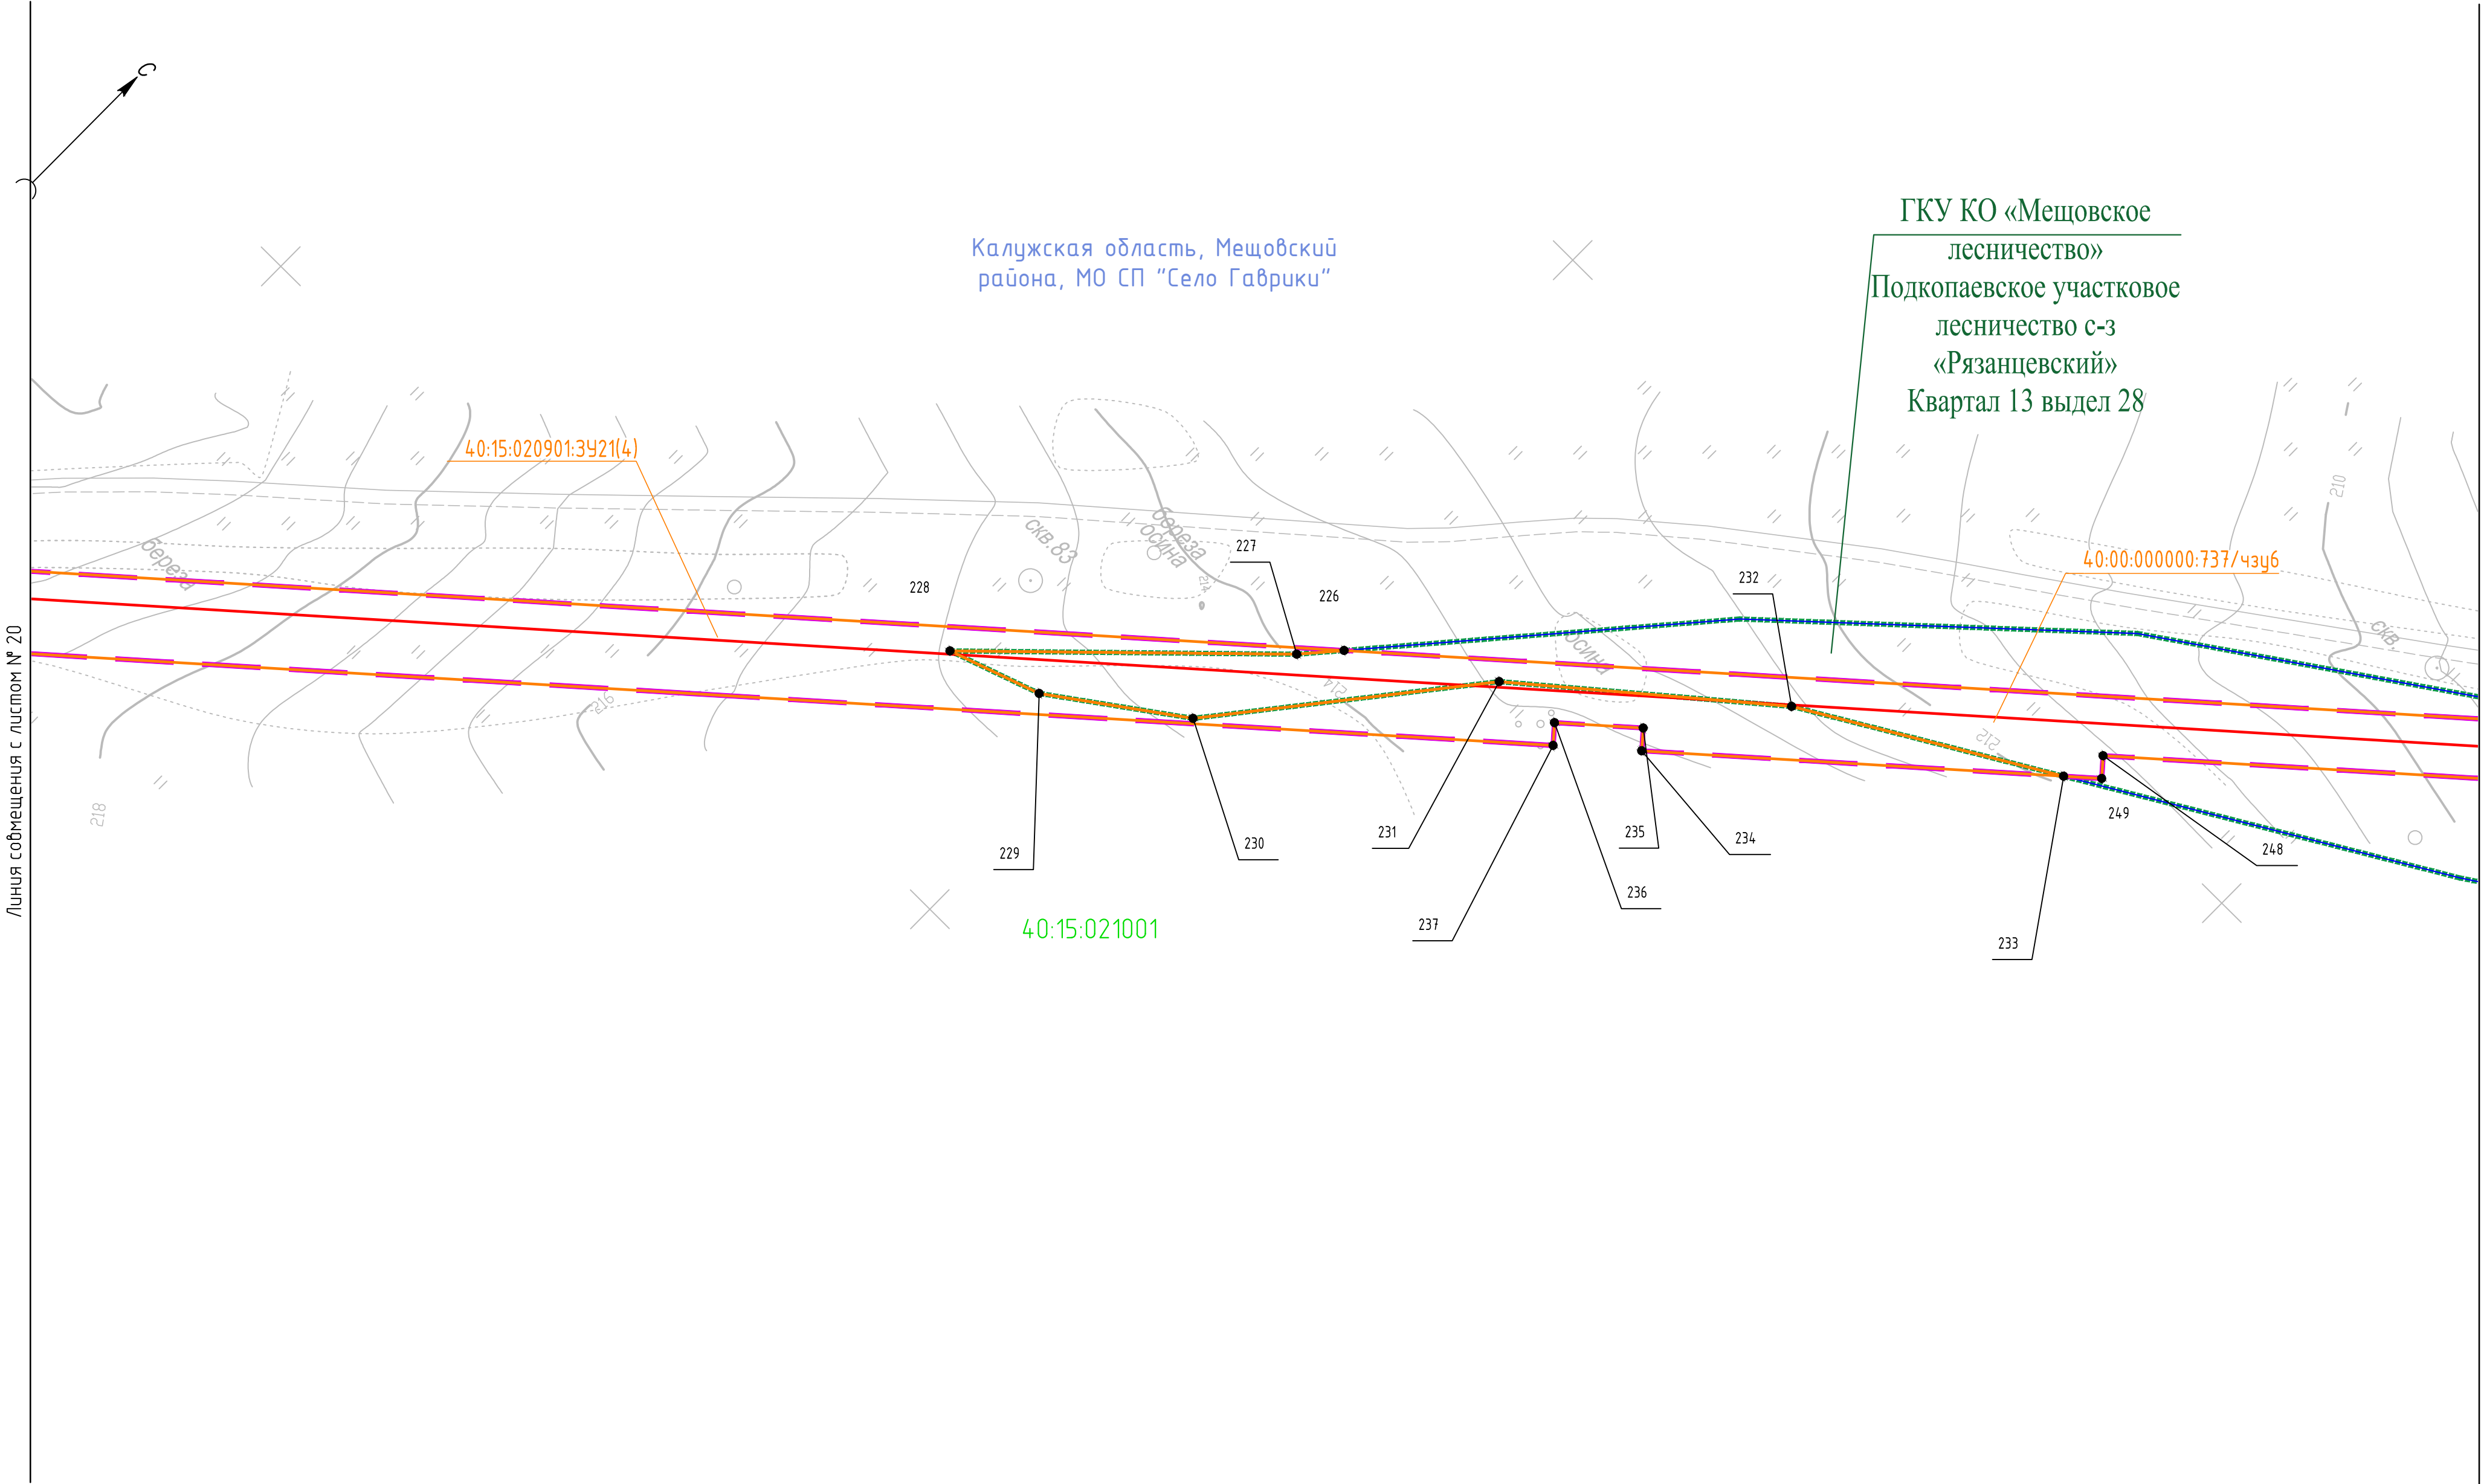 С
Калужская область, Мещовский
района, МО СП "Село Гаврики"
ГКУ КО «Мещовское
лесничество»
Подкопаевское участковое
лесничество с-з
«Рязанцевский»
Квартал 13 выдел 28
40:15:020901:ЗУ21(4)
40:00:000000:737/чзу6
береза
скв.83
береза
осина
214
227
226
228
232
осина
210
скв.
Линия совмещения с листом № 20
216
212
212
218
229
230
231
235
234
236
237
233
249
248
40:15:021001